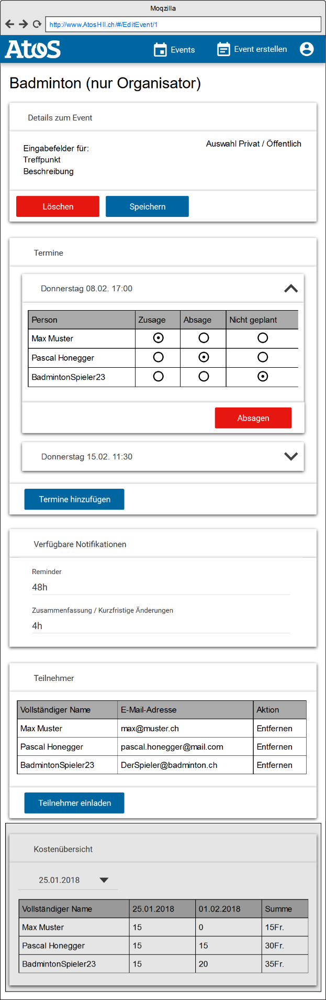 Moqzilla
http://www.AtosHII.ch/#/EditEvent/1
Atos
Events
Event erstellen
Badminton (nur Organisator)
Details zum Event
Auswahl Privat / Öffentlich
Eingabefelder für:
Treffpunkt
Beschreibung
Löschen Speichern
Termine
Donnerstag 08.02. 17:00
Person Zusage Absage Nicht geplant
Max Muster
Pascal Honegger
BadmintonSpieler23
Absagen
Donnerstag 15.02. 11:30
Termine hinzufügen
Verfügbare Notifikationen
Reminder
48h
Zusammenfassung / Kurzfristige Änderungen
4h
Teilnehmer
Vollständiger Name E-Mail-Adresse Aktion
Max Muster max@muster.ch Entfernen
Pascal Honegger pascal.honegger@mail.com Entfernen
BadmintonSpieler23 DerSpieler@badminton.ch Entfernen
Teilnehmer einladen
Kostenübersicht
25.01.2018
Vollständiger Name 25.01.2018 01.02.2018 Summe
Max Muster 15 0 15Fr.
Pascal Honegger 15 15 30Fr.
BadmintonSpieler23 15 20 35Fr.